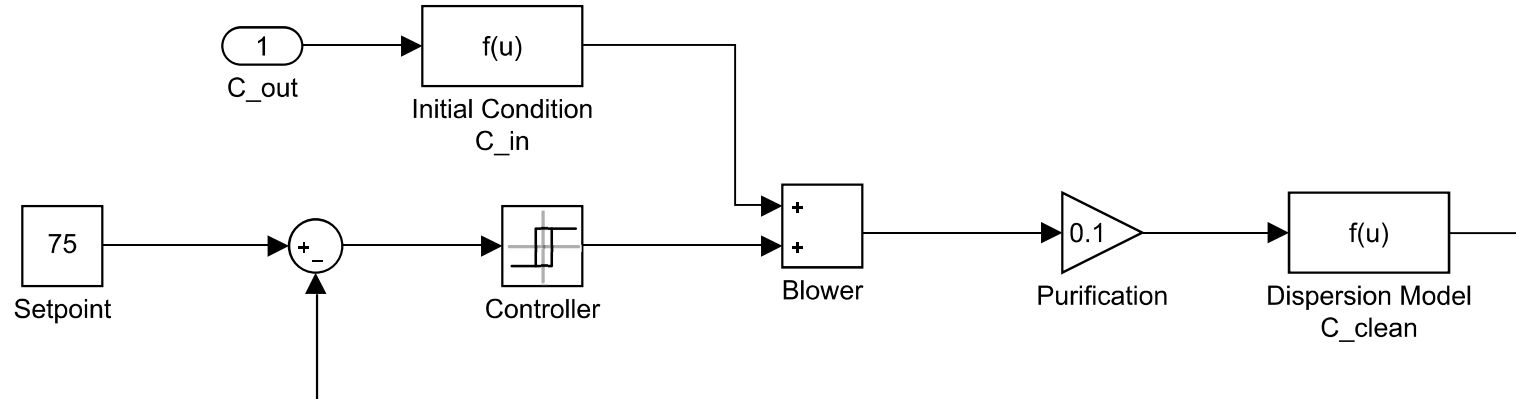 1
C_out
f(u)
Initial Condition
C_in
75
Setpoint
+
_
Controller
+
+
Blower
0.1
Purification
f(u)
Dispersion Model
C_clean